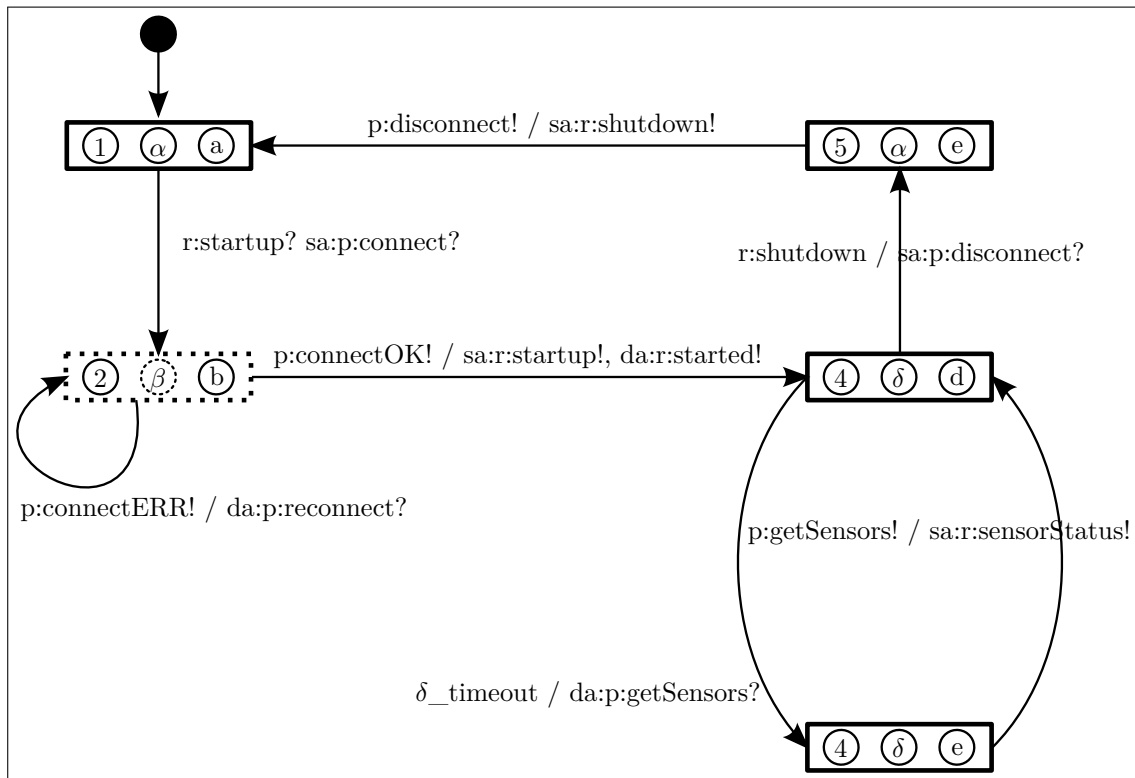 p:disconnect! / sa:r:shutdown!
1 α a
5 α e
r:startup? sa:p:connect?
r:shutdown / sa:p:disconnect?
p:connectOK! / sa:r:startup!, da:r:started!
2 β b
4 δ d
p:connectERR! / da:p:reconnect?
p:getSensors! / sa:r:sensorStatus!
δ_timeout / da:p:getSensors?
4 δ e